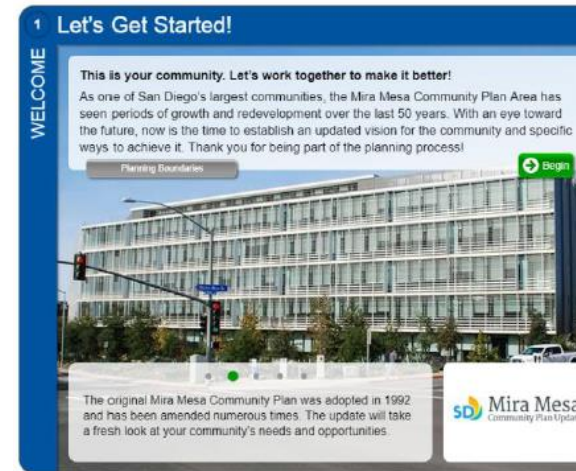 1 Let's Get Started!
WELCOME
This iis your community. Let's work together to make it better!
As one of San Diego's largest communities, the Mira Mesa Community Plan Area has
seen periods of growth and redevelopment over the last 50 years. With an eye toward
the future, now is the time to establish an updated vision for the community and specific
ways to achieve it. Thank you for being part of the planning process!
Planning Boundaries
Begin
The original Mira Mesa Community Plan was adopted in 1992
and has been amended numerous times. The update will take
a fresh look at your community's needs and opportunities.
SD Mira Mesa
Community Plan Updat